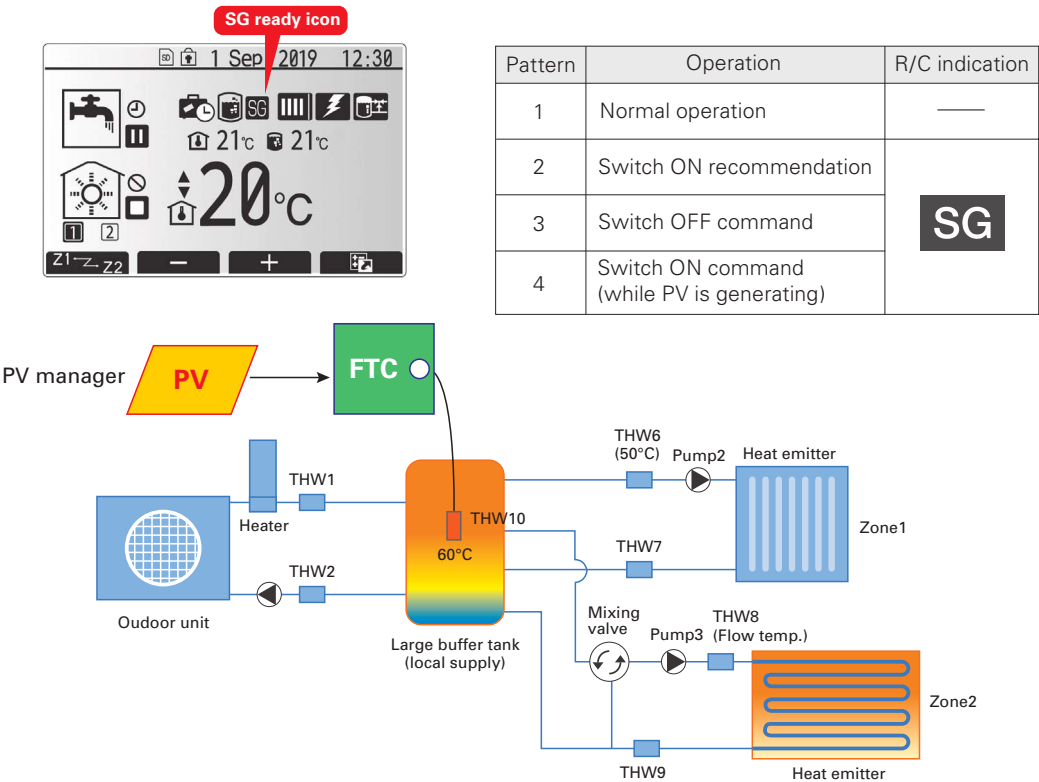 SG ready icon
SD 1 Sep 2019 12:30
SG
21°C 21°C
20°C
1 2
Z1 Z2 − +
Pattern Operation R/C indication
1 Normal operation ——
2 Switch ON recommendation
3 Switch OFF command
SG
4 Switch ON command
(while PV is generating)
PV manager PV FTC
THW6
(50°C) Pump2 Heat emitter
THW1
Heater
THW10
60°C
Zone1
THW7
THW2
Oudoor unit
Large buffer tank
(local supply)
Mixing
valve
Pump3
THW8
(Flow temp.)
Zone2
THW9
Heat emitter